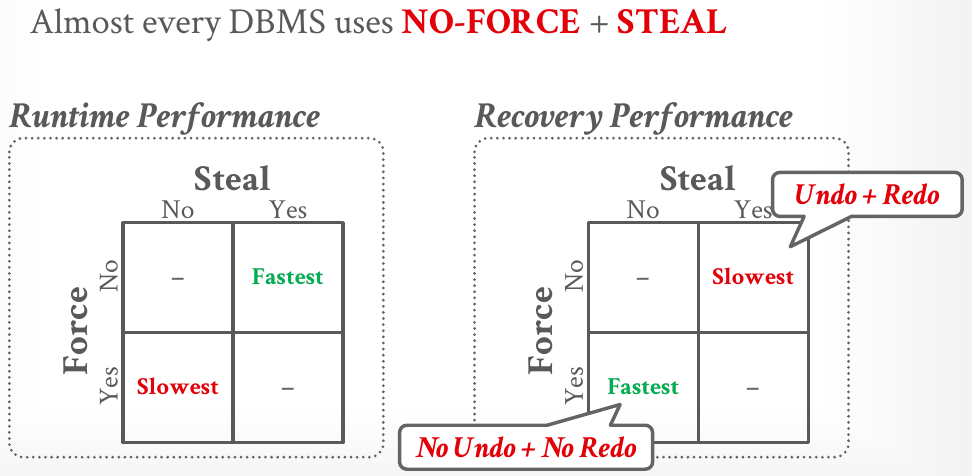 Almost every DBMS uses NO-FORCE + STEAL
Runtime Performance
Steal
No Yes
Force
No
– Fastest
Yes
Slowest –
Recovery Performance
Steal
No Yes
Undo + Redo
Force
No
– Slowest
Yes
Fastest –
No Undo + No Redo